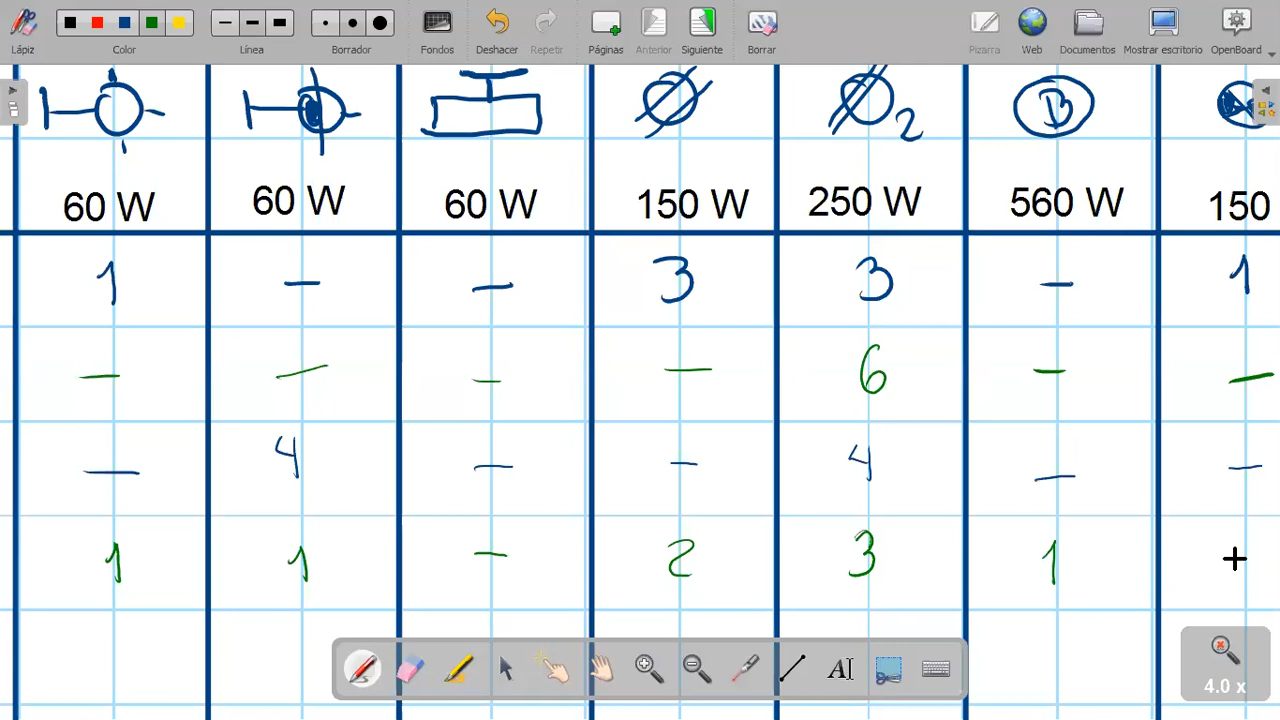 Lápiz Color Línea Borrador Fondos Deshacer Repetir Páginas Anterior Siguiente Borrar Pizarra Web Documentos Mostrar escritorio OpenBoard
2 B
60 W 60 W 60 W 150 W 250 W 560 W 150
1 — — 3 3 — 1
— — — — 6 — —
— 4 — — 4 — —
1 1 — 2 3 1
A
4.0 x